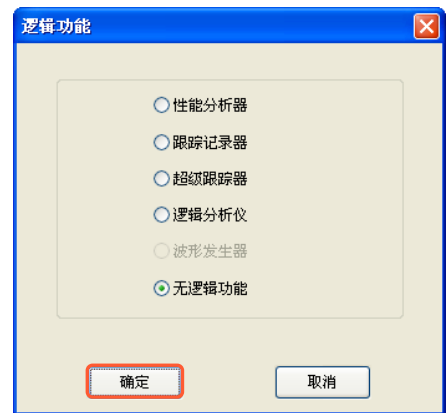 逻辑功能
性能分析器
跟踪记录器
超级跟踪器
逻辑分析仪
波形发生器
无逻辑功能
确定
取消